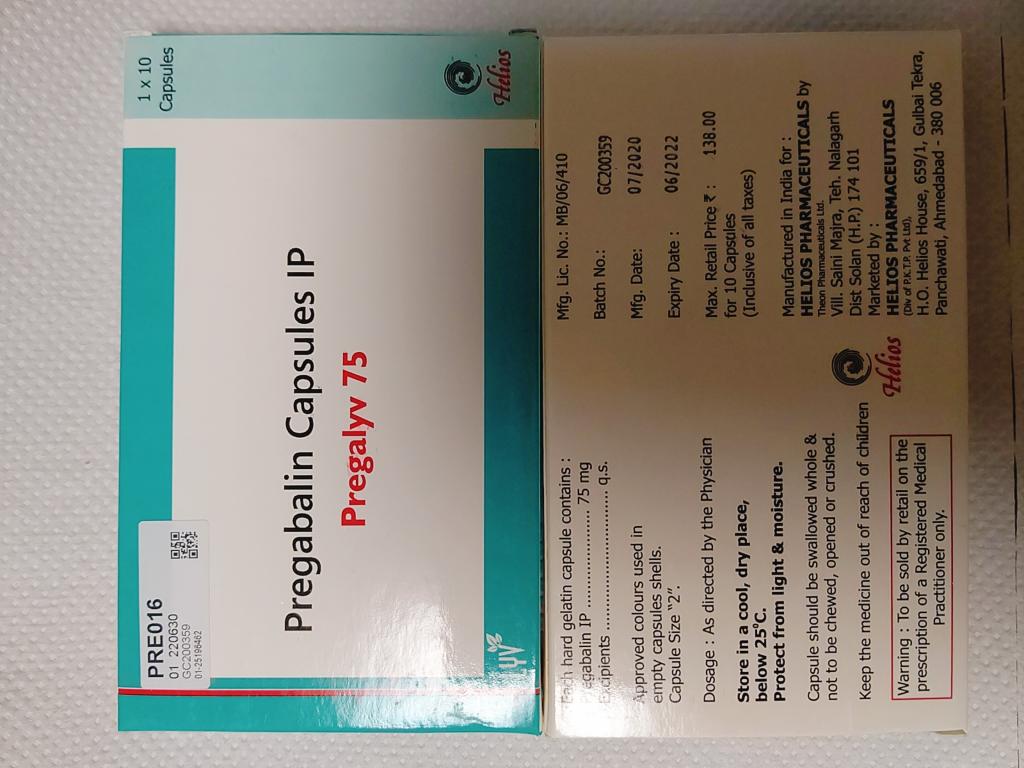 1 x 10
Capsules
Helios
Pregabalin Capsules IP
Pregalyv 75
PRE016
01 220630
GC200359
01-25198462
Each hard gelatin capsule contains :
Pregabalin IP ........................ 75 mg
Excipients ................................ q.s.
Approved colours used in
empty capsules shells.
Capsule Size "2".
Dosage : As directed by the Physician
Store in a cool, dry place,
below 25°C.
Protect from light & moisture.
Capsule should be swallowed whole &
not to be chewed, opened or crushed.
Keep the medicine out of reach of children
Warning : To be sold by retail on the
prescription of a Registered Medical
Practitioner only.
Mfg. Lic. No.: MB/06/410
Batch No.: GC200359
Mfg. Date: 07/2020
Expiry Date : 06/2022
Max. Retail Price ₹ : 138.00
for 10 Capsules
(Inclusive of all taxes)
Manufactured in India for :
HELIOS PHARMACEUTICALS by
Theon Pharmaceuticals Ltd.
Vill. Saini Majra, Teh. Nalagarh
Dist Solan (H.P.) 174 101
Marketed by :
HELIOS PHARMACEUTICALS
(Div of P.K.T.P. Pvt Ltd),
H.O. Helios House, 659/1, Gulbai Tekra,
Panchawati, Ahmedabad - 380 006
Helios